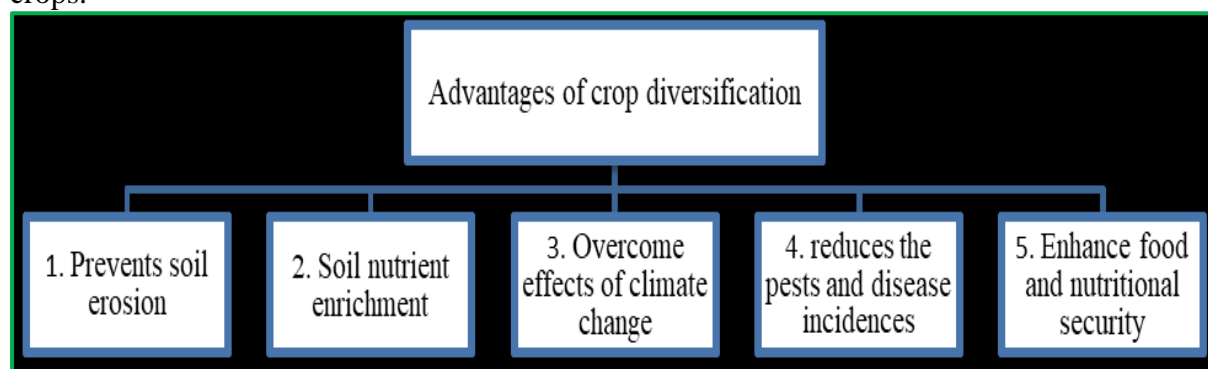 crops.
Advantages of crop diversification
1. Prevents soil
erosion
2. Soil nutrient
enrichment
3. Overcome
effects of climate
change
4. reduces the
pests and disease
incidences
5. Enhance food
and nutritional
security